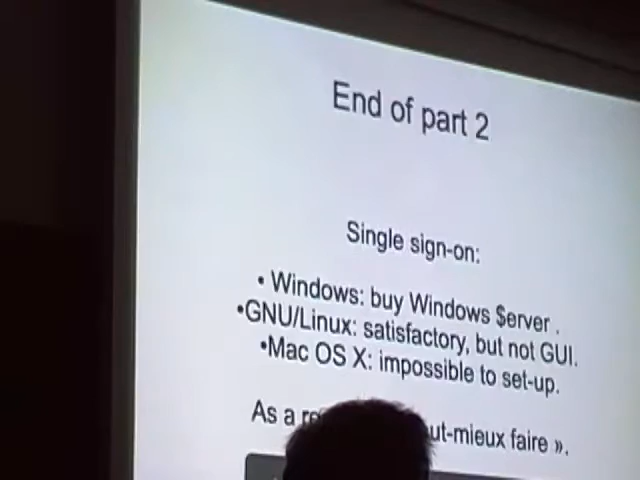 End of part 2
Single sign-on:
• Windows: buy Windows $erver .
•GNU/Linux: satisfactory, but not GUI.
•Mac OS X: impossible to set-up.
As a ut-mieux faire ».